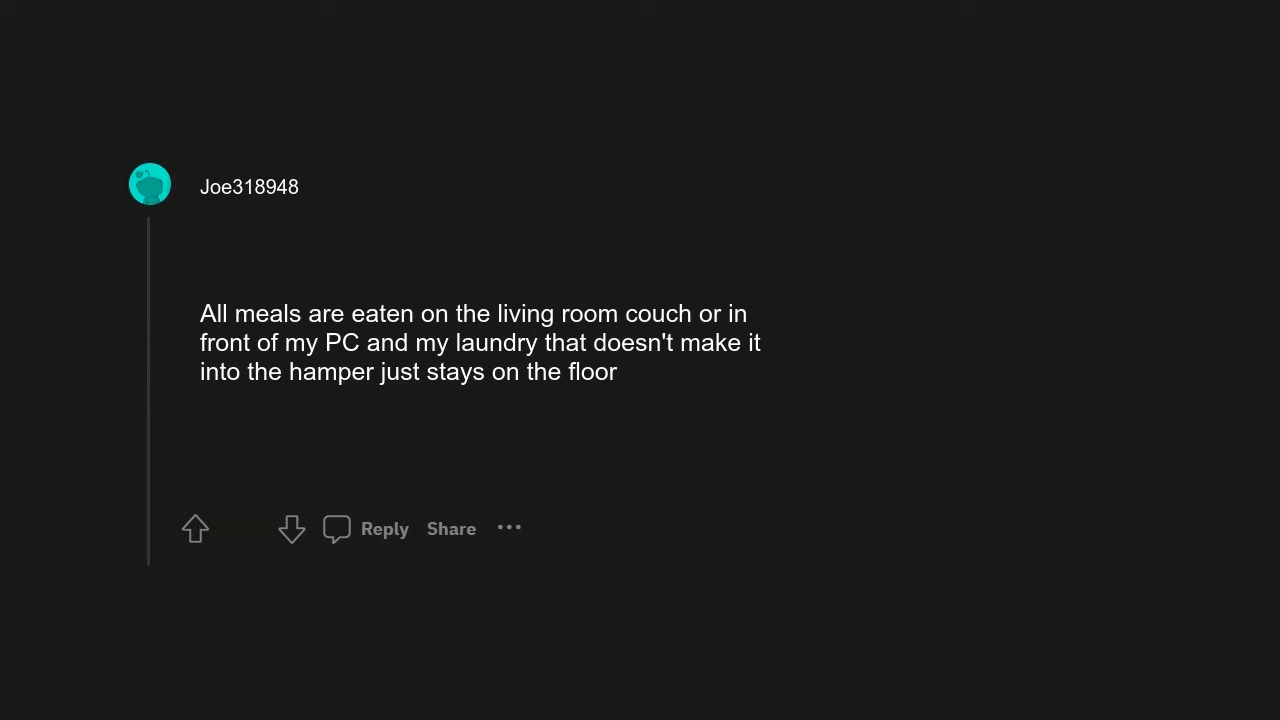 Joe318948
All meals are eaten on the living room couch or in
front of my PC and my laundry that doesn't make it
into the hamper just stays on the floor
Reply Share